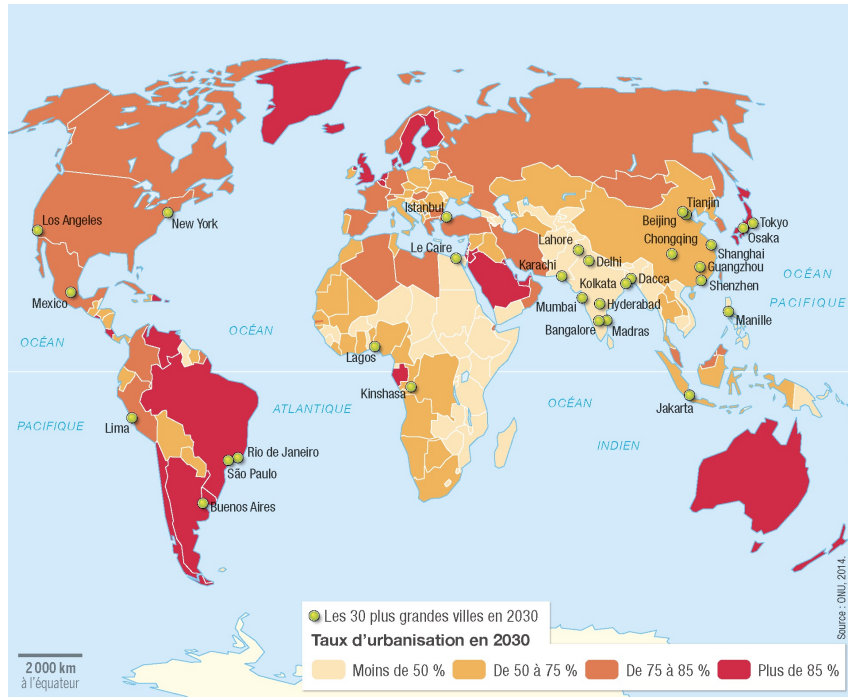 Los Angeles
New York
Mexico
OCÉAN
PACIFIQUE
Lima
Rio de Janeiro
São Paulo
Buenos Aires
OCÉAN
ATLANTIQUE
Istanbul
Le Caire
Lagos
Kinshasa
Lahore
Karachi
Delhi
Kolkata
Dacca
Mumbai
Hyderabad
Bangalore
Madras
Tianjin
Beijing
Chongqing
Tokyo
Osaka
Shanghai
Guangzhou
Shenzhen
OCÉAN
PACIFIQUE
Manille
Jakarta
OCÉAN
INDIEN
Les 30 plus grandes villes en 2030
Taux d'urbanisation en 2030
Moins de 50 %
De 50 à 75 %
De 75 à 85 %
Plus de 85 %
2 000 km
à l'équateur
Source : ONU, 2014.